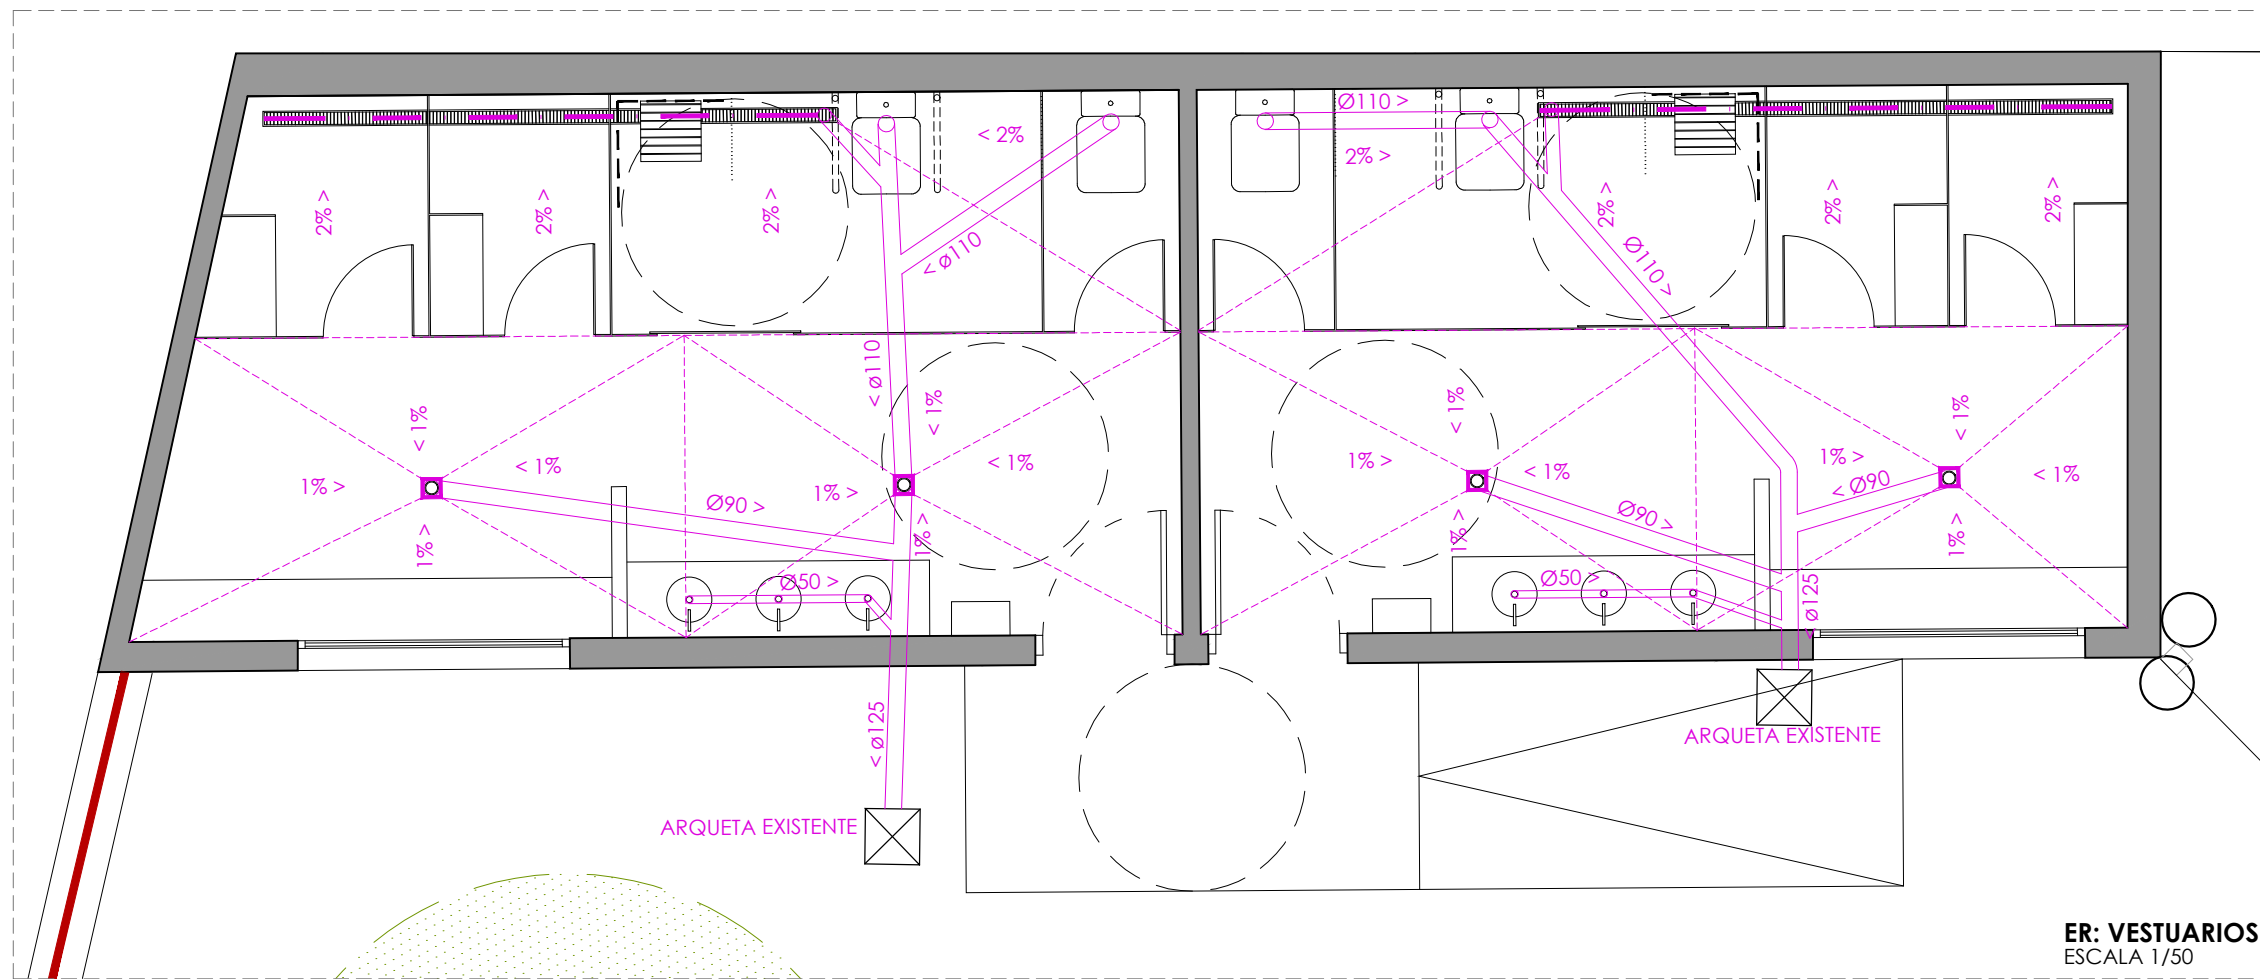 Ø110 >
< 2%
2% >
2% >
2% >
2% >
2% >
2% >
2% >
< ø110
Ø110 >
< ø110
< 1%
< 1%
< 1%
< 1%
1% >
< 1%
1% >
< 1%
1% >
< 1%
1% >
< Ø90
< 1%
Ø90 >
Ø90 >
1% >
1% >
1% >
1% >
Ø50 >
Ø50 >
< ø125
< ø125
ARQUETA EXISTENTE
ARQUETA EXISTENTE
ER: VESTUARIOS
ESCALA 1/50